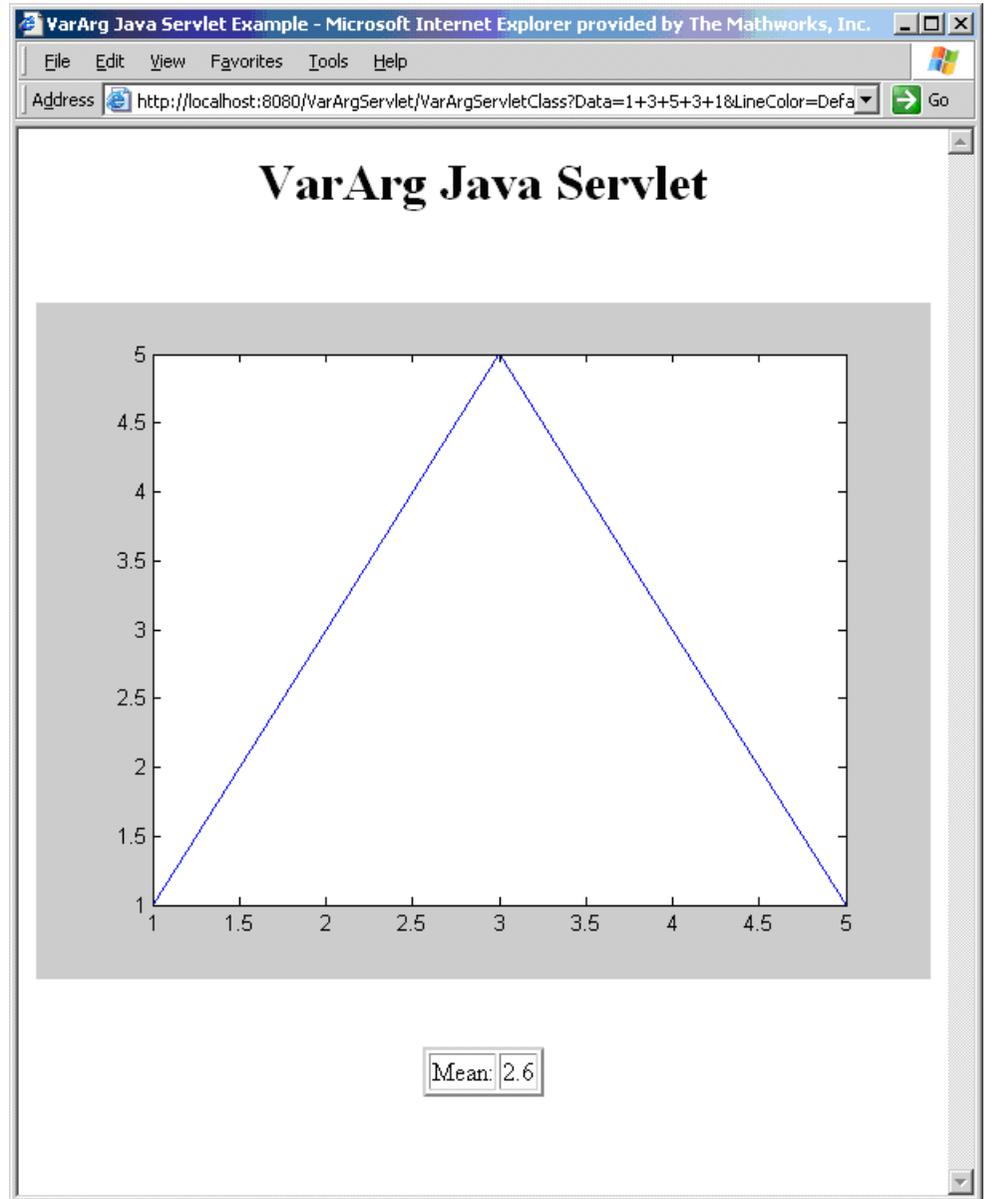 VarArg Java Servlet Example - Microsoft Internet Explorer provided by The Mathworks, Inc.
File Edit View Favorites Tools Help
Address http://localhost:8080/VarArgServlet/VarArgServletClass?Data=1+3+5+3+1&LineColor=Defa Go
VarArg Java Servlet
5
4.5
4
3.5
3
2.5
2
1.5
1
1 1.5 2 2.5 3 3.5 4 4.5 5
Mean: 2.6